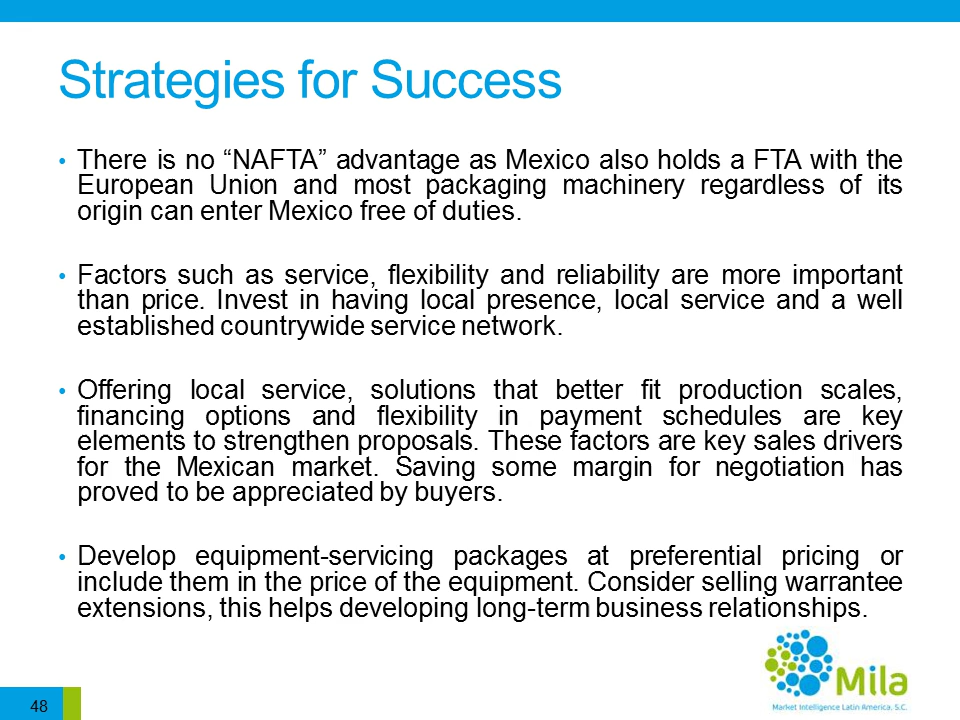 Strategies for Success
• There is no “NAFTA” advantage as Mexico also holds a FTA with the
European Union and most packaging machinery regardless of its
origin can enter Mexico free of duties.
• Factors such as service, flexibility and reliability are more important
than price. Invest in having local presence, local service and a well
established countrywide service network.
• Offering local service, solutions that better fit production scales,
financing options and flexibility in payment schedules are key
elements to strengthen proposals. These factors are key sales drivers
for the Mexican market. Saving some margin for negotiation has
proved to be appreciated by buyers.
• Develop equipment-servicing packages at preferential pricing or
include them in the price of the equipment. Consider selling warrantee
extensions, this helps developing long-term business relationships.
Mila
Market Intelligence Latin America, S.C.
48